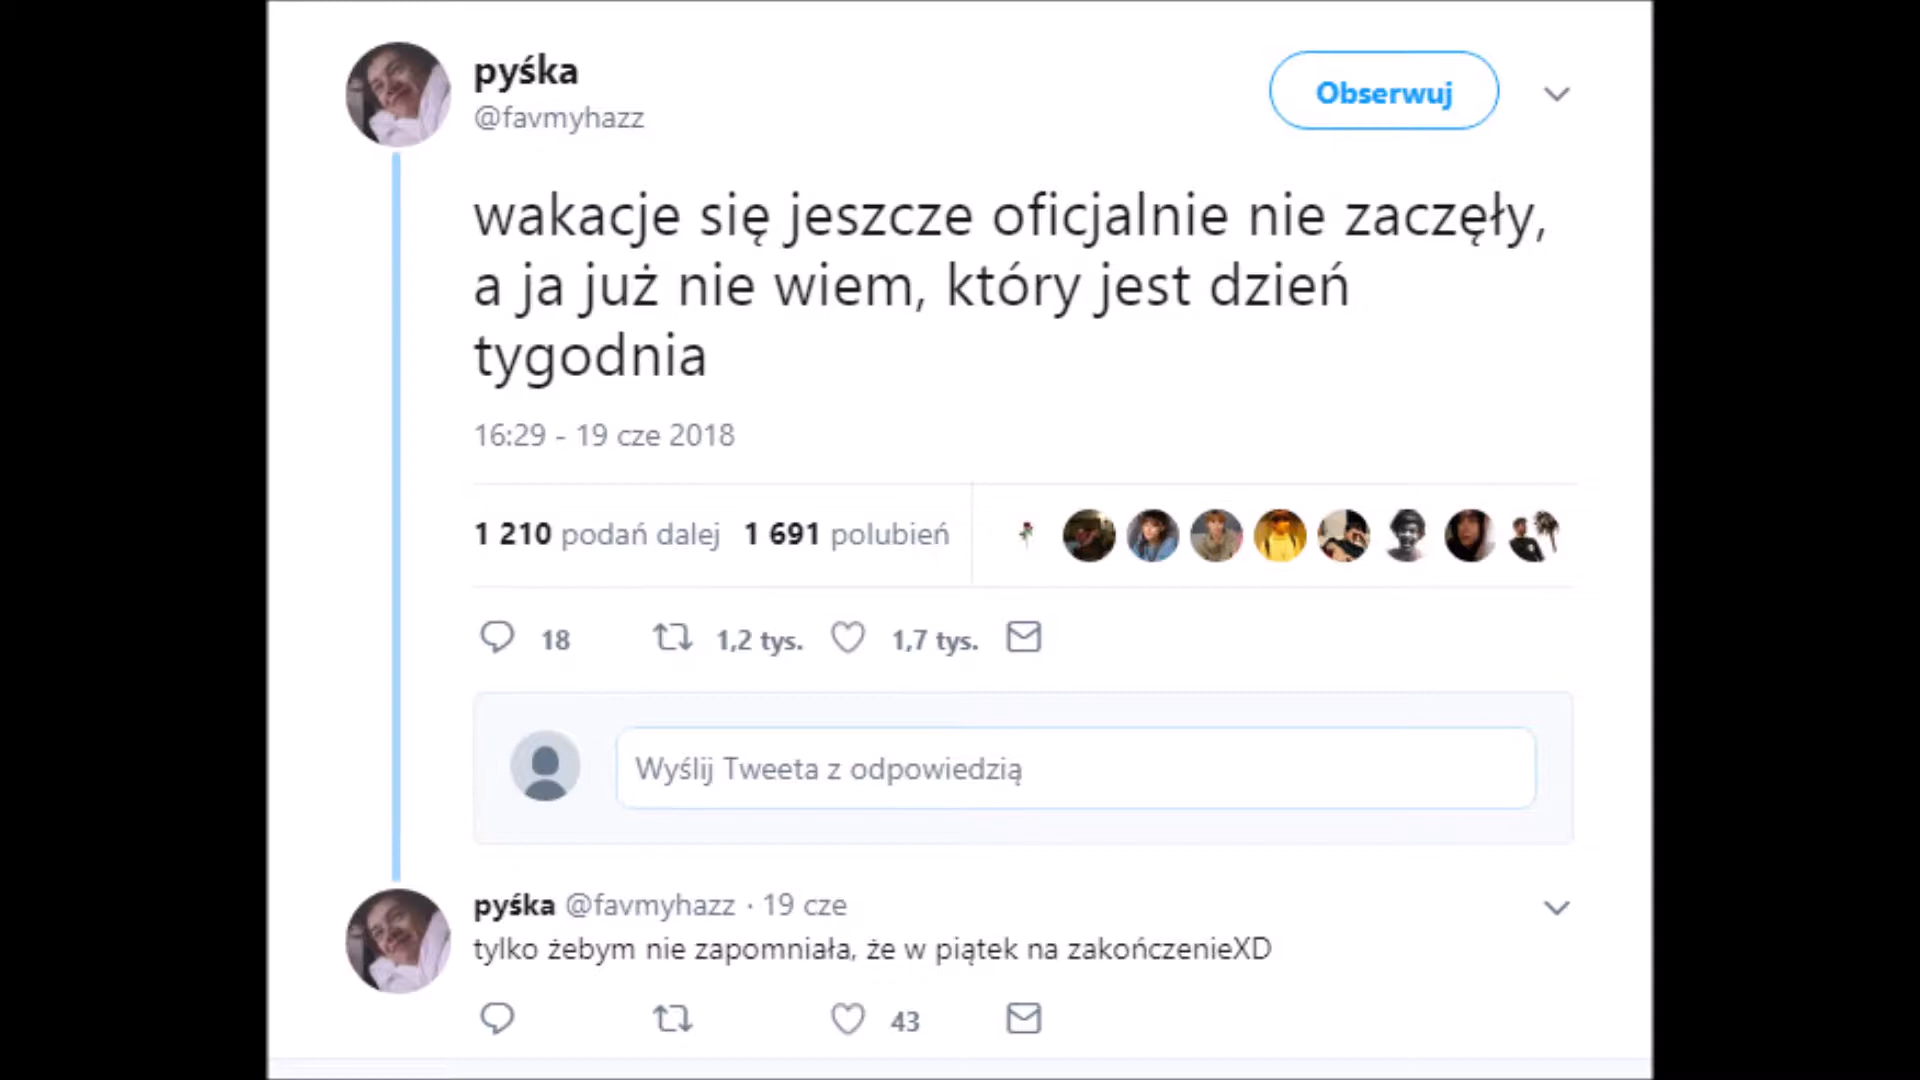 pyśka
@favmyhazz
Obserwuj
wakacje się jeszcze oficjalnie nie zaczęły,
a ja już nie wiem, który jest dzień
tygodnia
16:29 - 19 cze 2018
1 210 podań dalej 1 691 polubień
18 1,2 tys. 1,7 tys.
Wyślij Tweeta z odpowiedzią
pyśka @favmyhazz · 19 cze
tylko żebym nie zapomniała, że w piątek na zakończenieXD
43